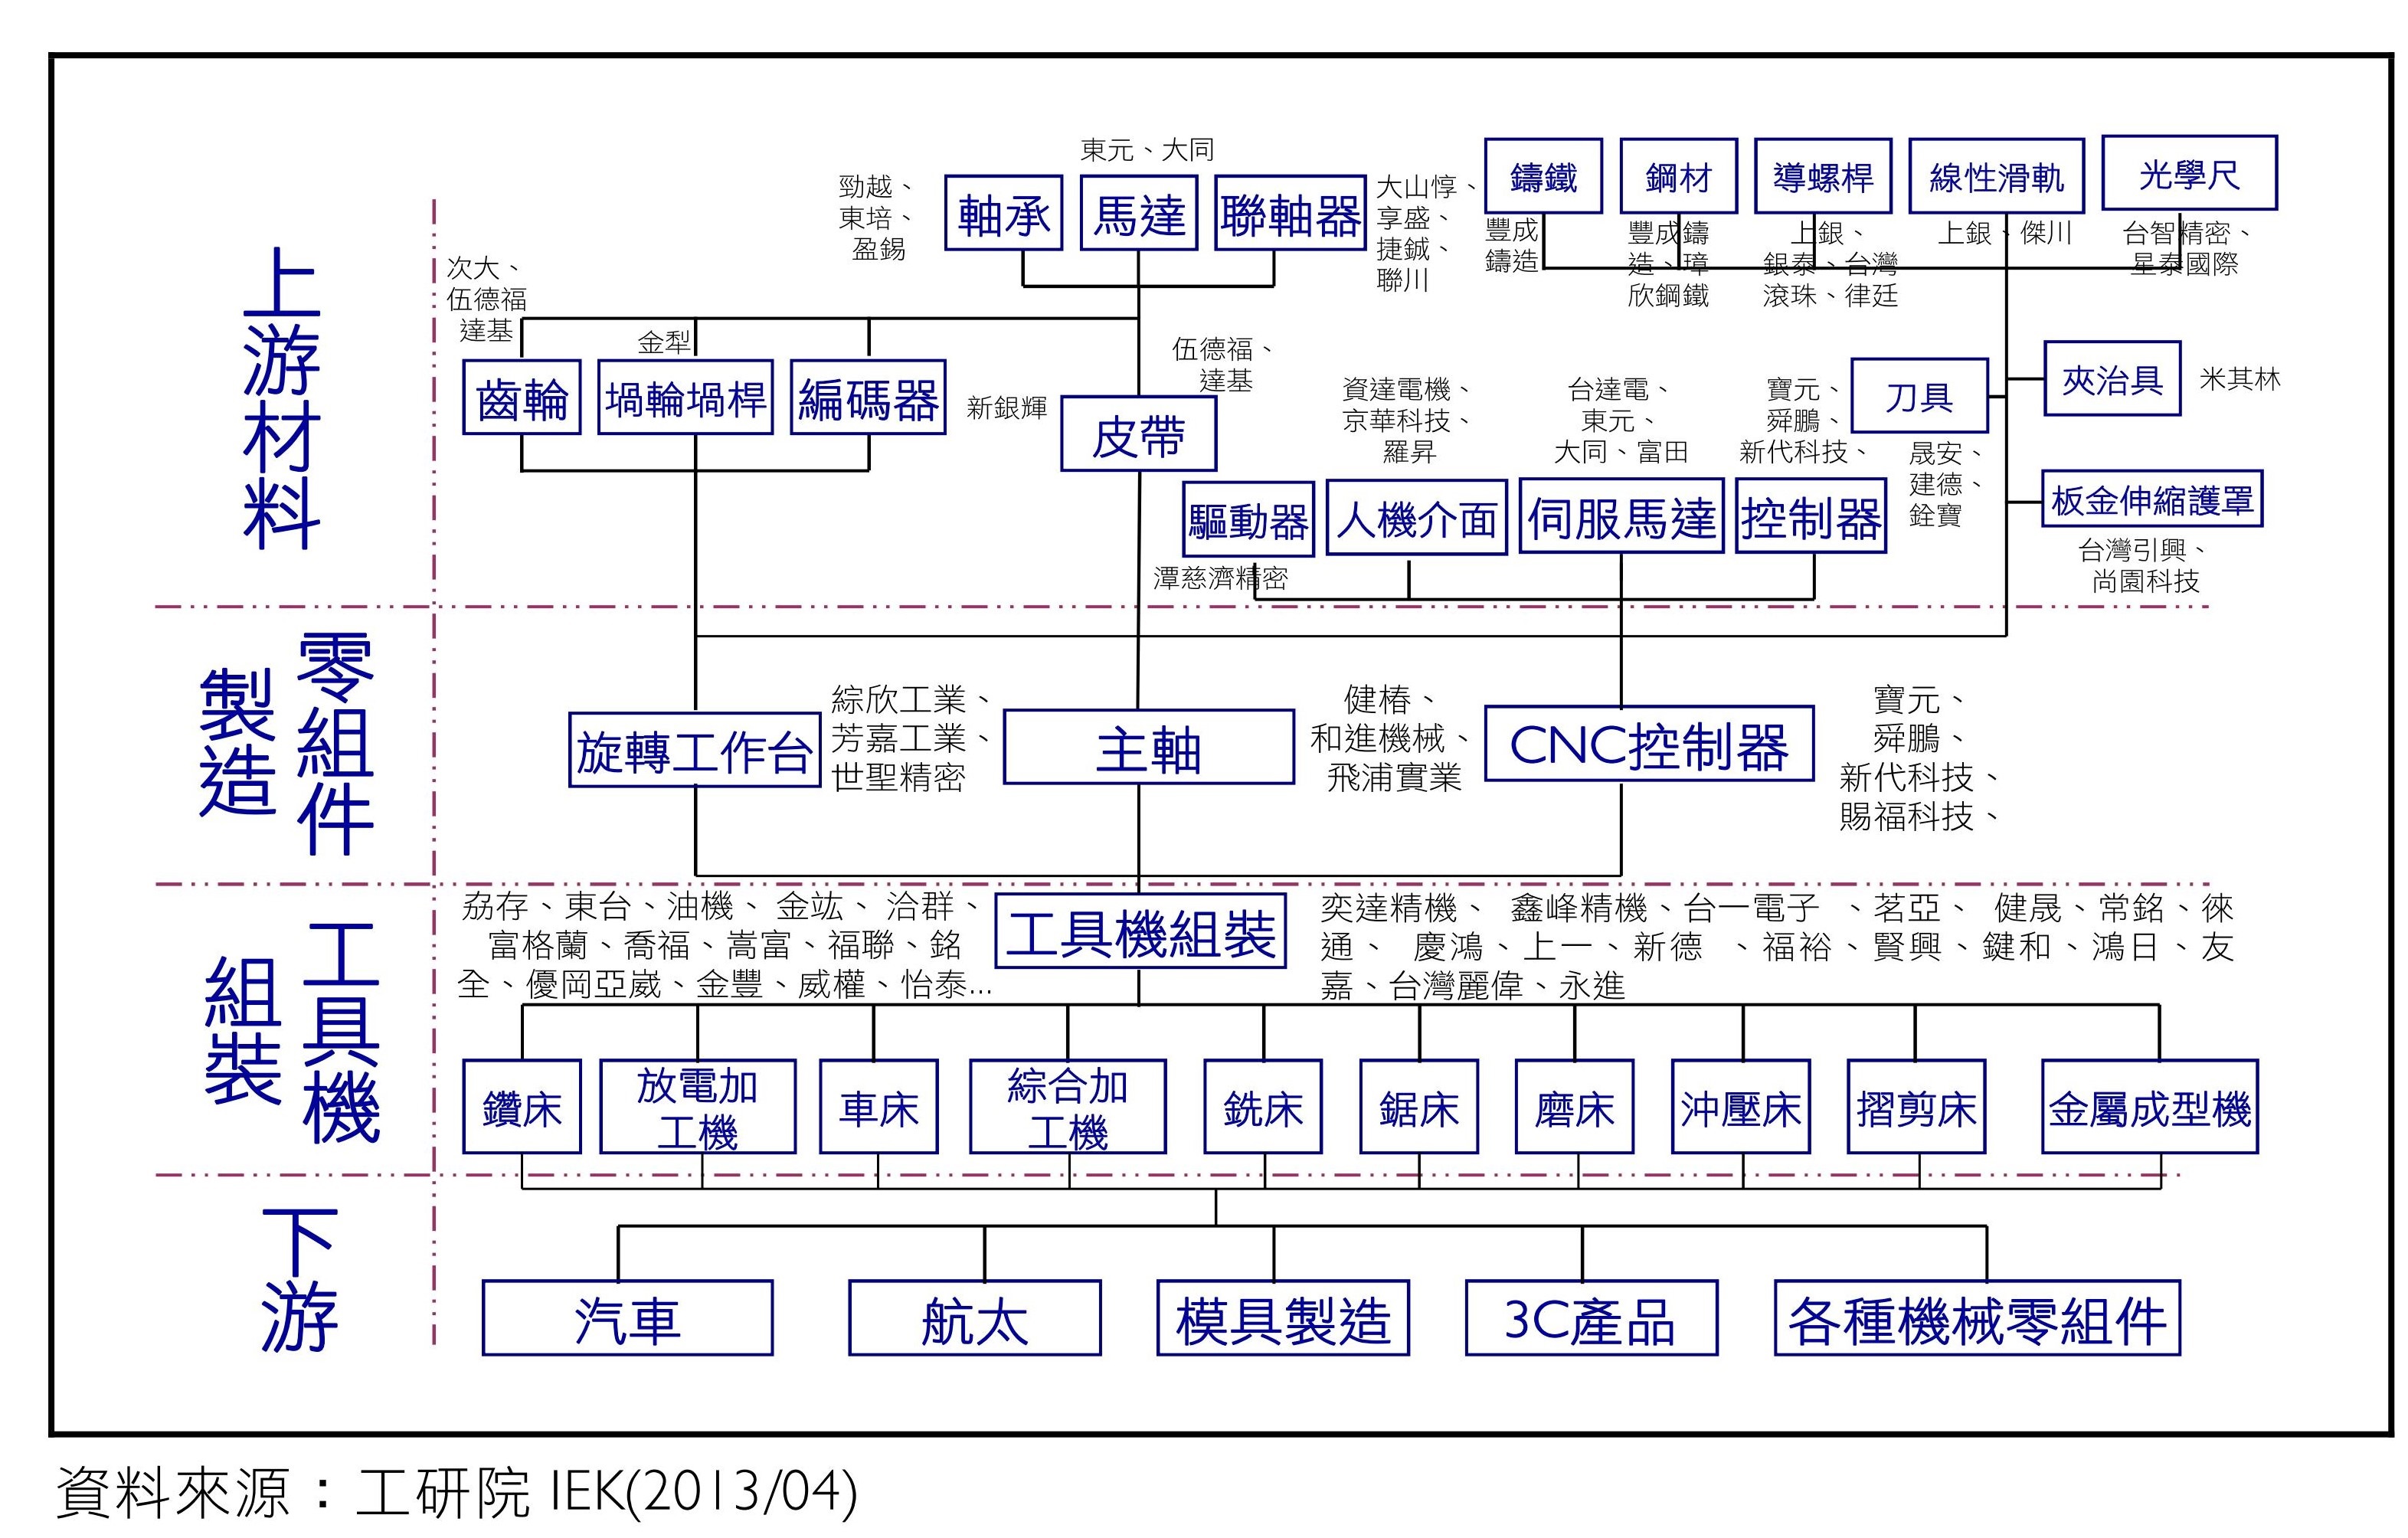 上游材料
東元、大同
勁越、
東培、
盈錫
軸承
馬達
聯軸器
大山惇、
享盛、
捷鋮、
聯川
鑄鐵
鋼材
導螺桿
線性滑軌
光學尺
豐成
鑄造
豐成鑄
造、璋
欣鋼鐵
上銀、
銀泰、台灣
滾珠、律廷
上銀、傑川
台智精密、
星泰國際
次大、
伍德福
達基
金犁
齒輪
堝輪堝桿
編碼器
新銀輝
伍德福、
達基
皮帶
資達電機、
京華科技、
羅昇
台達電、
東元、
大同、富田
寶元、
舜鵬、
新代科技、
刀具
晟安、
建德、
銓寶
夾治具
米其林
板金伸縮護罩
台灣引興、
尚園科技
驅動器
人機介面
伺服馬達
控制器
潭慈濟精密
零組件
製造
旋轉工作台
綜欣工業、
芳嘉工業、
世聖精密
主軸
健椿、
和進機械、
飛浦實業
CNC控制器
寶元、
舜鵬、
新代科技、
賜福科技、
工具機
組裝
劦存、東台、油機、金竑、洽群、
富格蘭、喬福、嵩富、福聯、銘
全、優岡亞崴、金豐、威權、怡泰...
工具機組裝
奕達精機、鑫峰精機、台一電子 、茗亞、健晟、常銘、徠
通、慶鴻、上一、新德 、福裕、賢興、鍵和、鴻日、友
嘉、台灣麗偉、永進
鑽床
放電加
工機
車床
綜合加
工機
銑床
鋸床
磨床
沖壓床
摺剪床
金屬成型機
下游
汽車
航太
模具製造
3C產品
各種機械零組件
資料來源：工研院 IEK(2013/04)